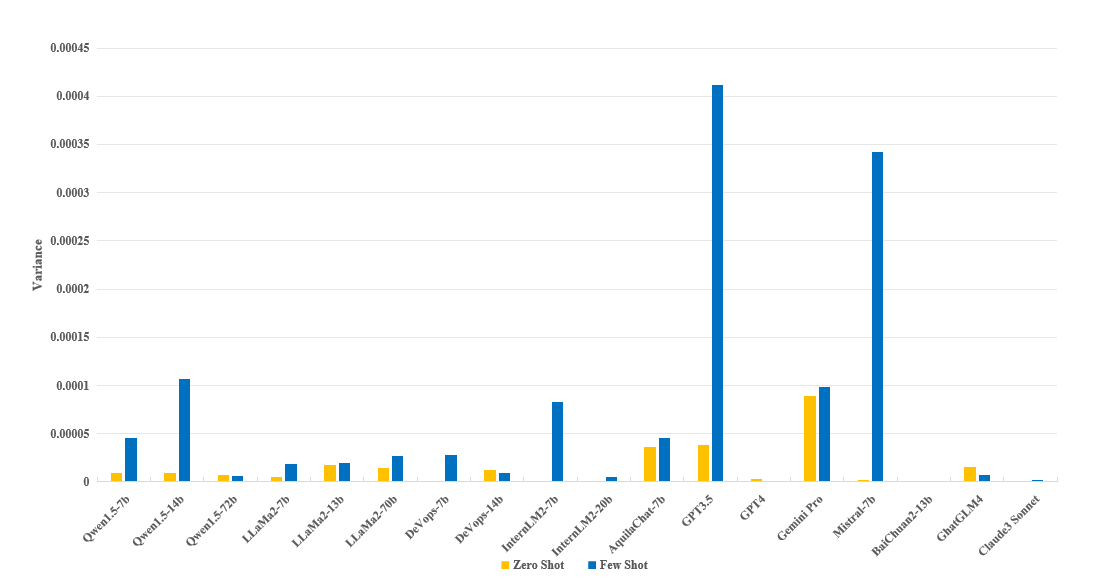 0.00045
0.0004
0.00035
0.0003
0.00025
0.0002
0.00015
0.0001
0.00005
0
Variance
Qwen1.5-7b
Qwen1.5-14b
Qwen1.5-72b
LLaMa2-7b
LLaMa2-13b
LLaMa2-70b
DeVops-7b
DeVops-14b
InternLM2-7b
InternLM2-20b
AquilaChat-7b
GPT3.5
GPT4
Gemini Pro
Mistral-7b
BaiChuan2-13b
GhatGLM4
Claude3 Sonnet
Zero Shot
Few Shot